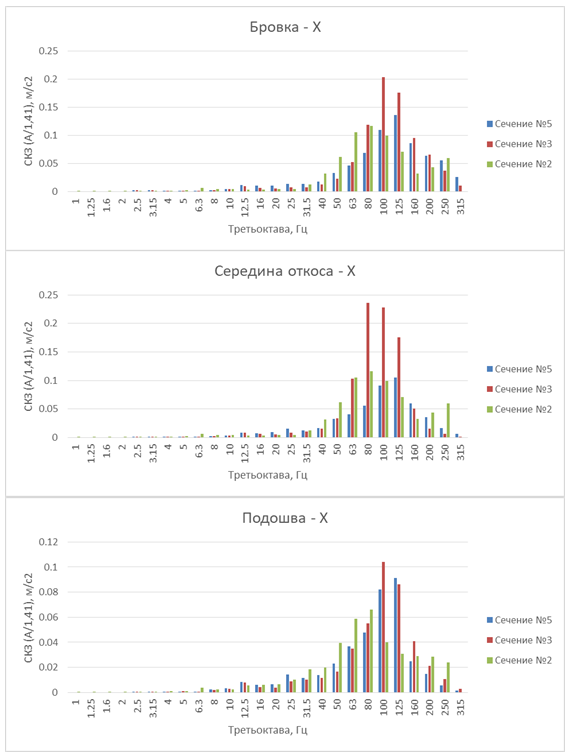 Бровка - X
СКЗ (А/1,41), м/с2
0.25
0.2
0.15
0.1
0.05
0
1 1.25 1.6 2 2.5 3.15 4 5 6.3 8 10 12.5 16 20 25 31.5 40 50 63 80 100 125 160 200 250 315
Третьоктава, Гц
Сечение №5
Сечение №3
Сечение №2
Середина откоса - X
СКЗ (А/1,41), м/с2
0.25
0.2
0.15
0.1
0.05
0
1 1.25 1.6 2 2.5 3.15 4 5 6.3 8 10 12.5 16 20 25 31.5 40 50 63 80 100 125 160 200 250 315
Третьоктава, Гц
Сечение №5
Сечение №3
Сечение №2
Подошва - X
СКЗ (А/1,41), м/с2
0.12
0.1
0.08
0.06
0.04
0.02
0
1 1.25 1.6 2 2.5 3.15 4 5 6.3 8 10 12.5 16 20 25 31.5 40 50 63 80 100 125 160 200 250 315
Третьоктава, Гц
Сечение №5
Сечение №3
Сечение №2